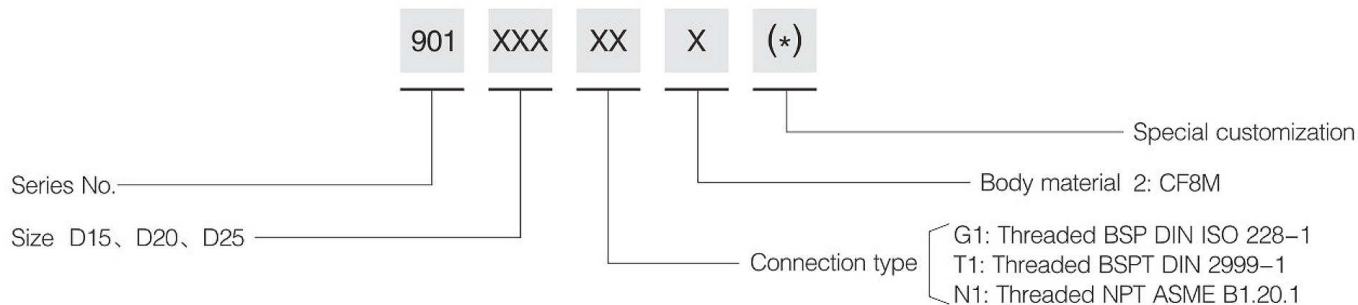 901 XXX XX X (*)
Special customization
Series No.
Body material 2: CF8M
Size D15、D20、D25
Connection type
G1: Threaded BSP DIN ISO 228-1
T1: Threaded BSPT DIN 2999-1
N1: Threaded NPT ASME B1.20.1